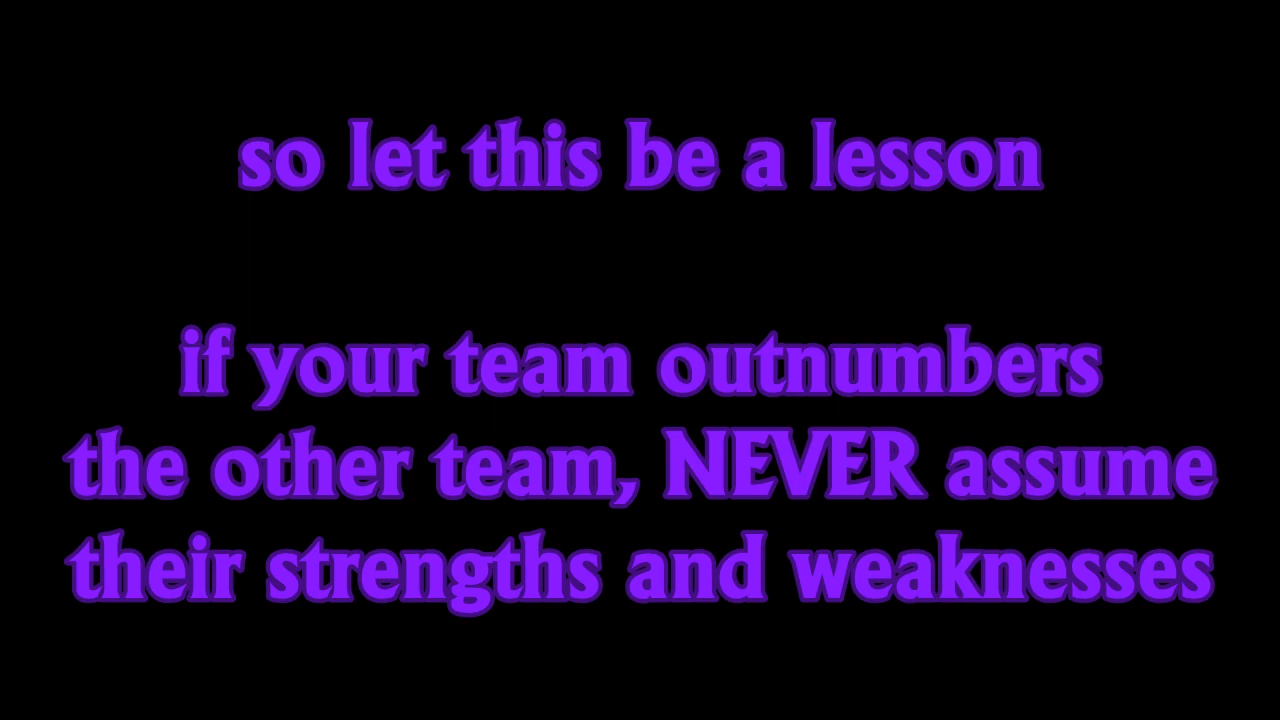 so let this be a lesson
if your team outnumbers
the other team, NEVER assume
their strengths and weaknesses